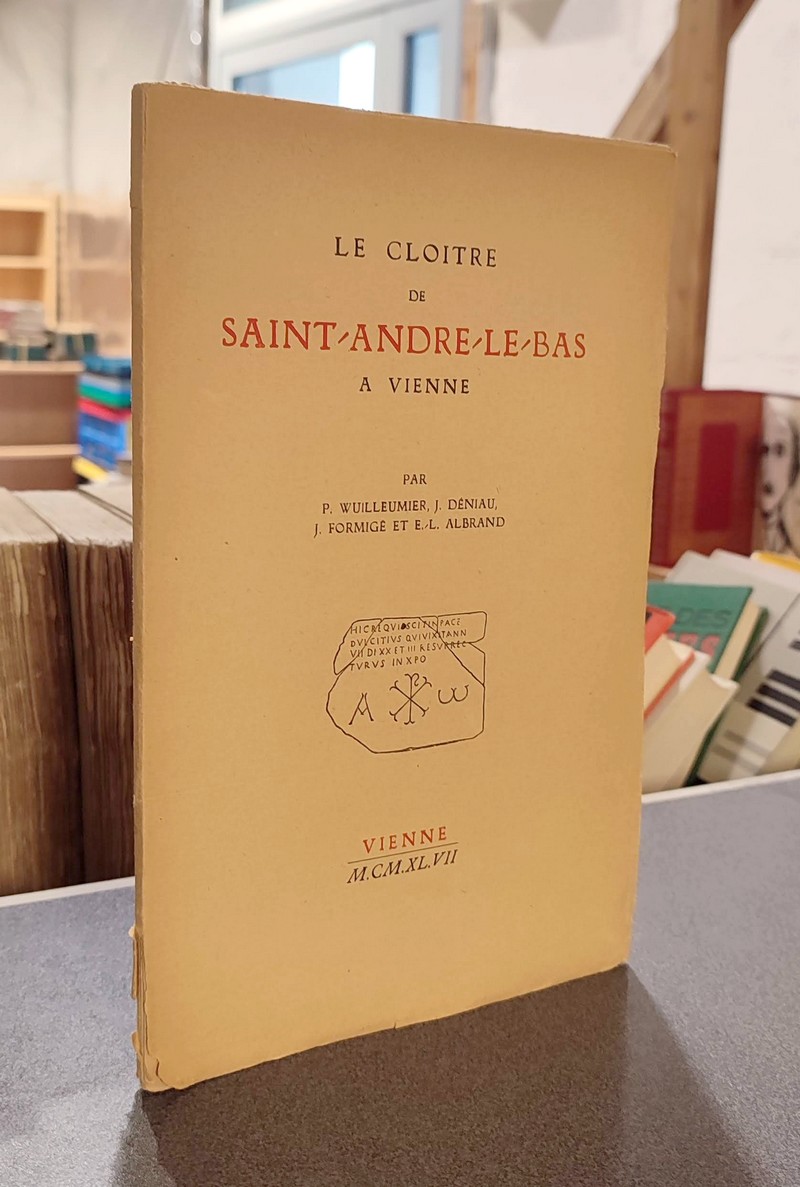 LE CLOITRE
DE
SAINT-ANDRE-LE-BAS
A VIENNE
PAR
P. WUILLEUMIER, J. DÉNIAU,
J. FORMIGÉ ET E.-L. ALBRAND
HICREQVIESCITINPACE
DVLCITIVS QVIVIXITANN
VII DI XX ET III RESVRREC
TVRVS IN XPO
A ω
VIENNE
M.CM.XL.VII
DES